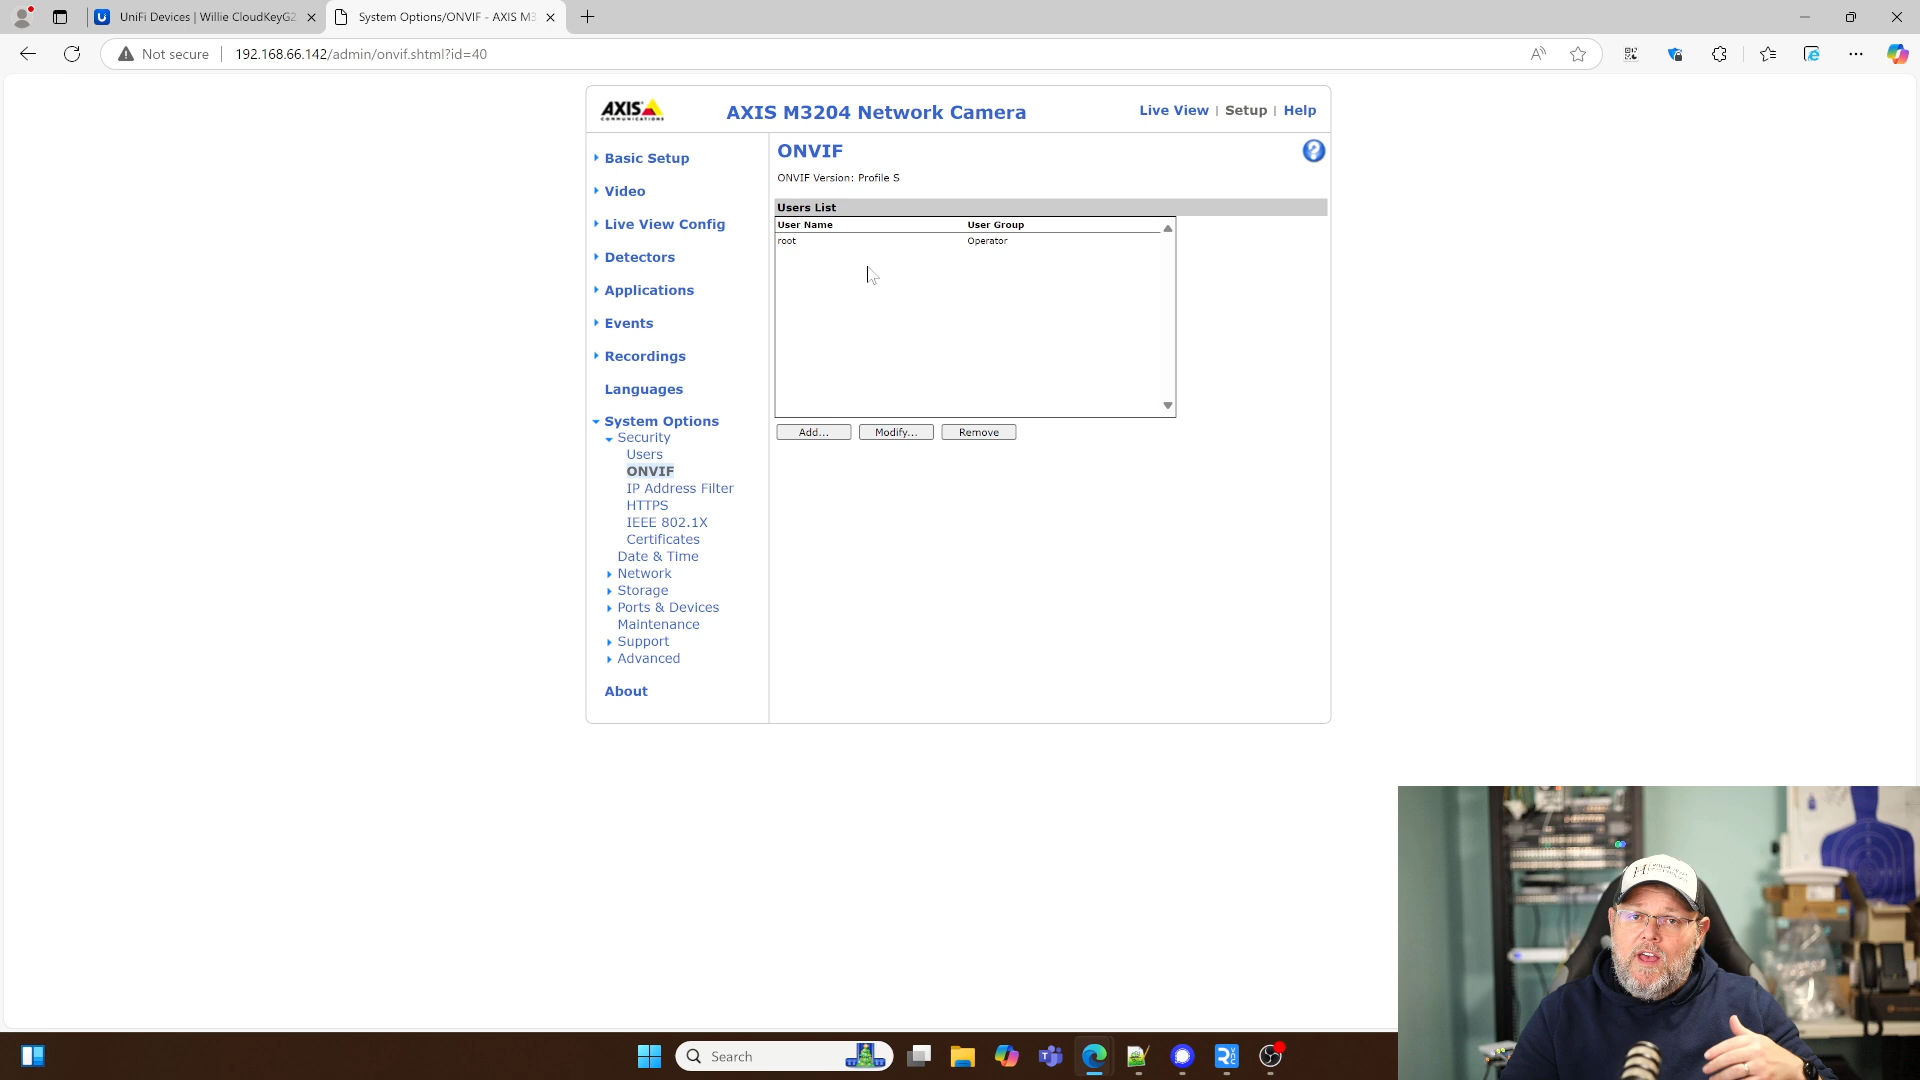 UniFi Devices | Willie CloudKeyG2
System Options/ONVIF - AXIS M3
Not secure
192.168.66.142/admin/onvif.shtml?id=40
AXIS
COMMUNICATIONS
AXIS M3204 Network Camera
Live View | Setup | Help
Basic Setup
Video
Live View Config
Detectors
Applications
Events
Recordings
Languages
System Options
Security
Users
ONVIF
IP Address Filter
HTTPS
IEEE 802.1X
Certificates
Date & Time
Network
Storage
Ports & Devices
Maintenance
Support
Advanced
About
ONVIF
ONVIF Version: Profile S
Users List
User Name User Group
root Operator
Add... Modify... Remove
Search